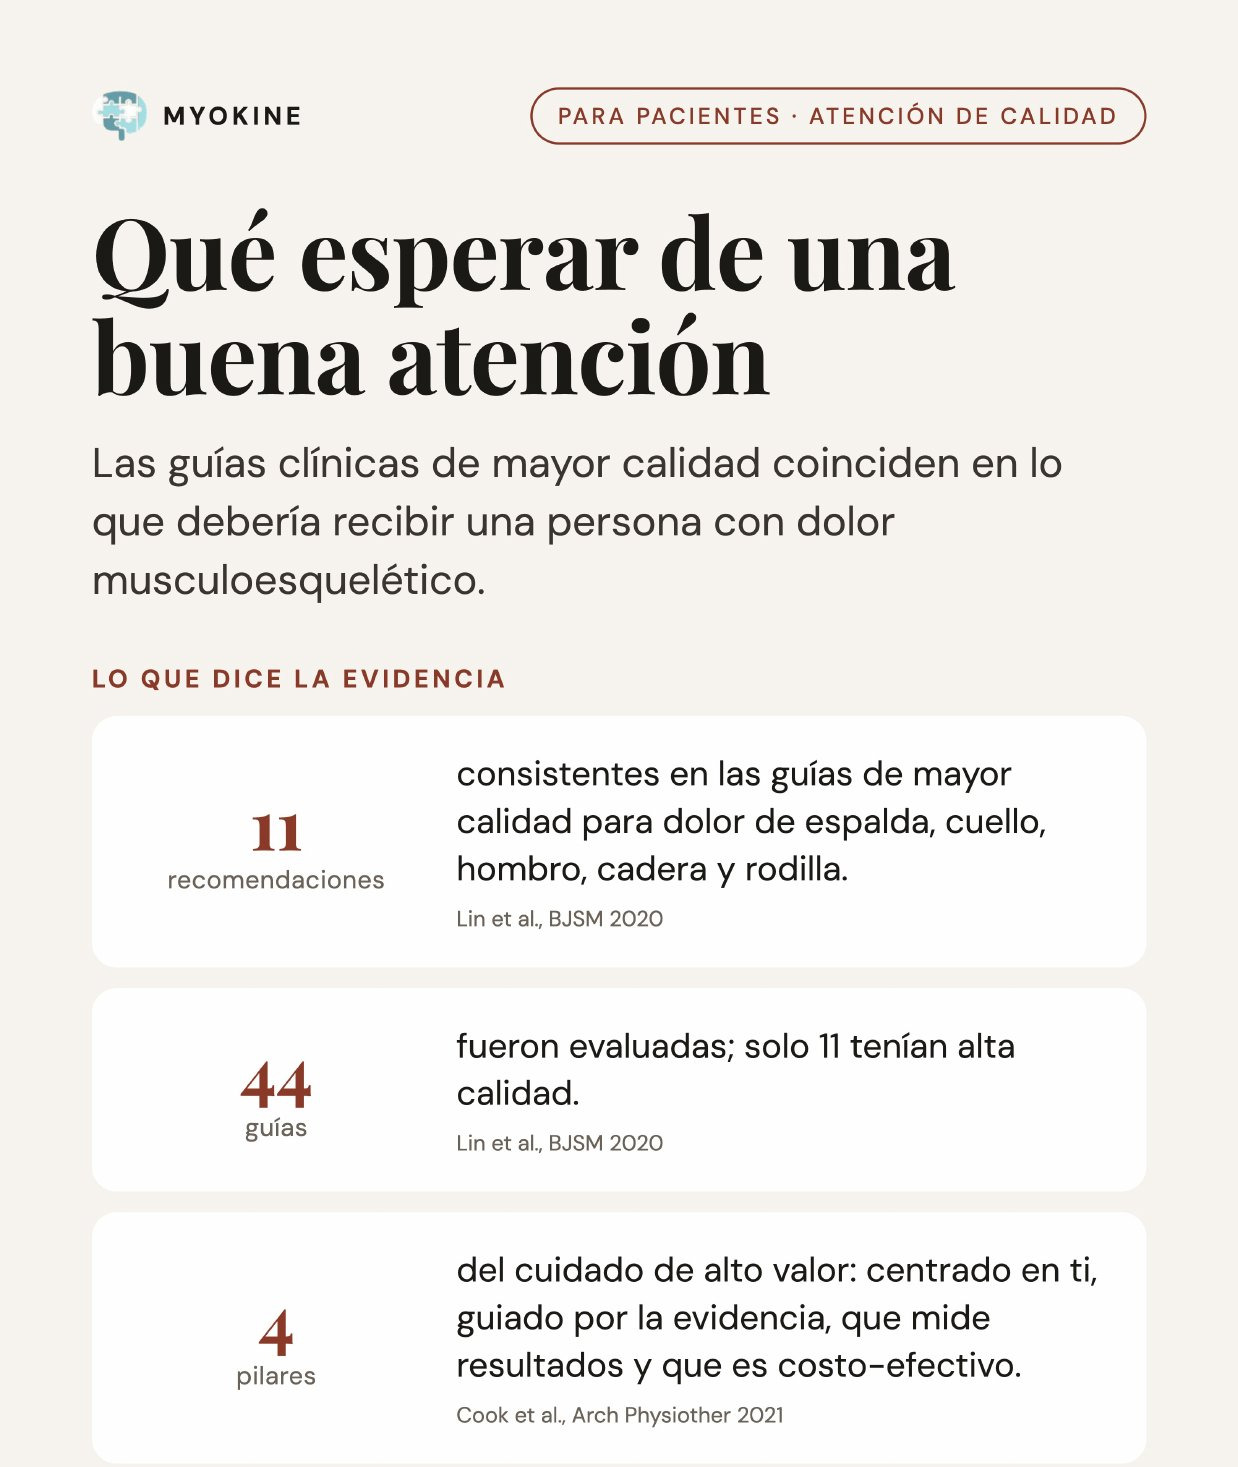 MYOKINE
PARA PACIENTES · ATENCIÓN DE CALIDAD
Qué esperar de una
buena atención
Las guías clínicas de mayor calidad coinciden en lo
que debería recibir una persona con dolor
musculoesquelético.
LO QUE DICE LA EVIDENCIA
11
recomendaciones
consistentes en las guías de mayor
calidad para dolor de espalda, cuello,
hombro, cadera y rodilla.
Lin et al., BJSM 2020
44
guías
fueron evaluadas; solo 11 tenían alta
calidad.
Lin et al., BJSM 2020
4
pilares
del cuidado de alto valor: centrado en ti,
guiado por la evidencia, que mide
resultados y que es costo-efectivo.
Cook et al., Arch Physiother 2021